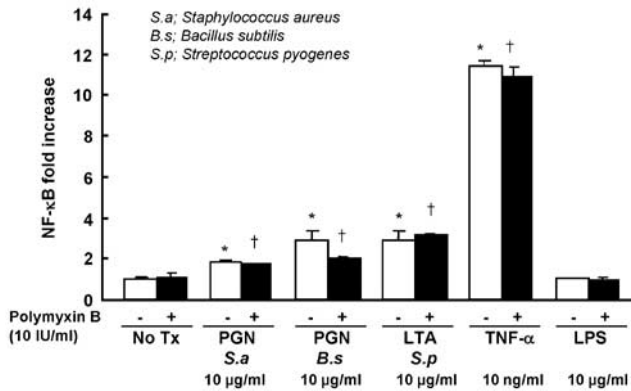 S.a; Staphylococcus aureus
B.s; Bacillus subtilis
S.p; Streptococcus pyogenes
NF-κB fold increase
14
12
10
8
6
4
2
0
* † * † * † * †
Polymyxin B - + - + - + - + - + - +
(10 IU/ml) No Tx PGN PGN LTA TNF-α LPS
S.a B.s S.p
10 µg/ml 10 µg/ml 10 µg/ml 10 ng/ml 10 µg/ml